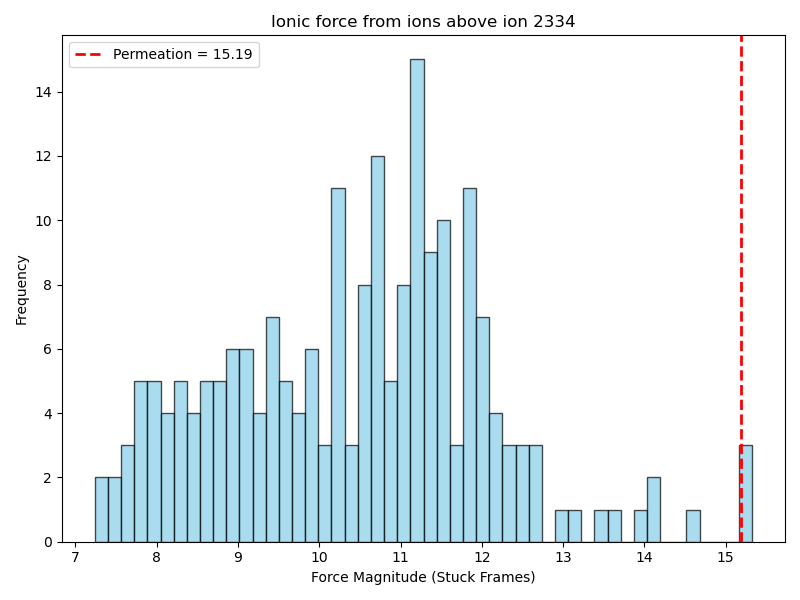 Ionic force from ions above ion 2334
Permeation = 15.19
Frequency
14
12
10
8
6
4
2
0
7 8 9 10 11 12 13 14 15
Force Magnitude (Stuck Frames)